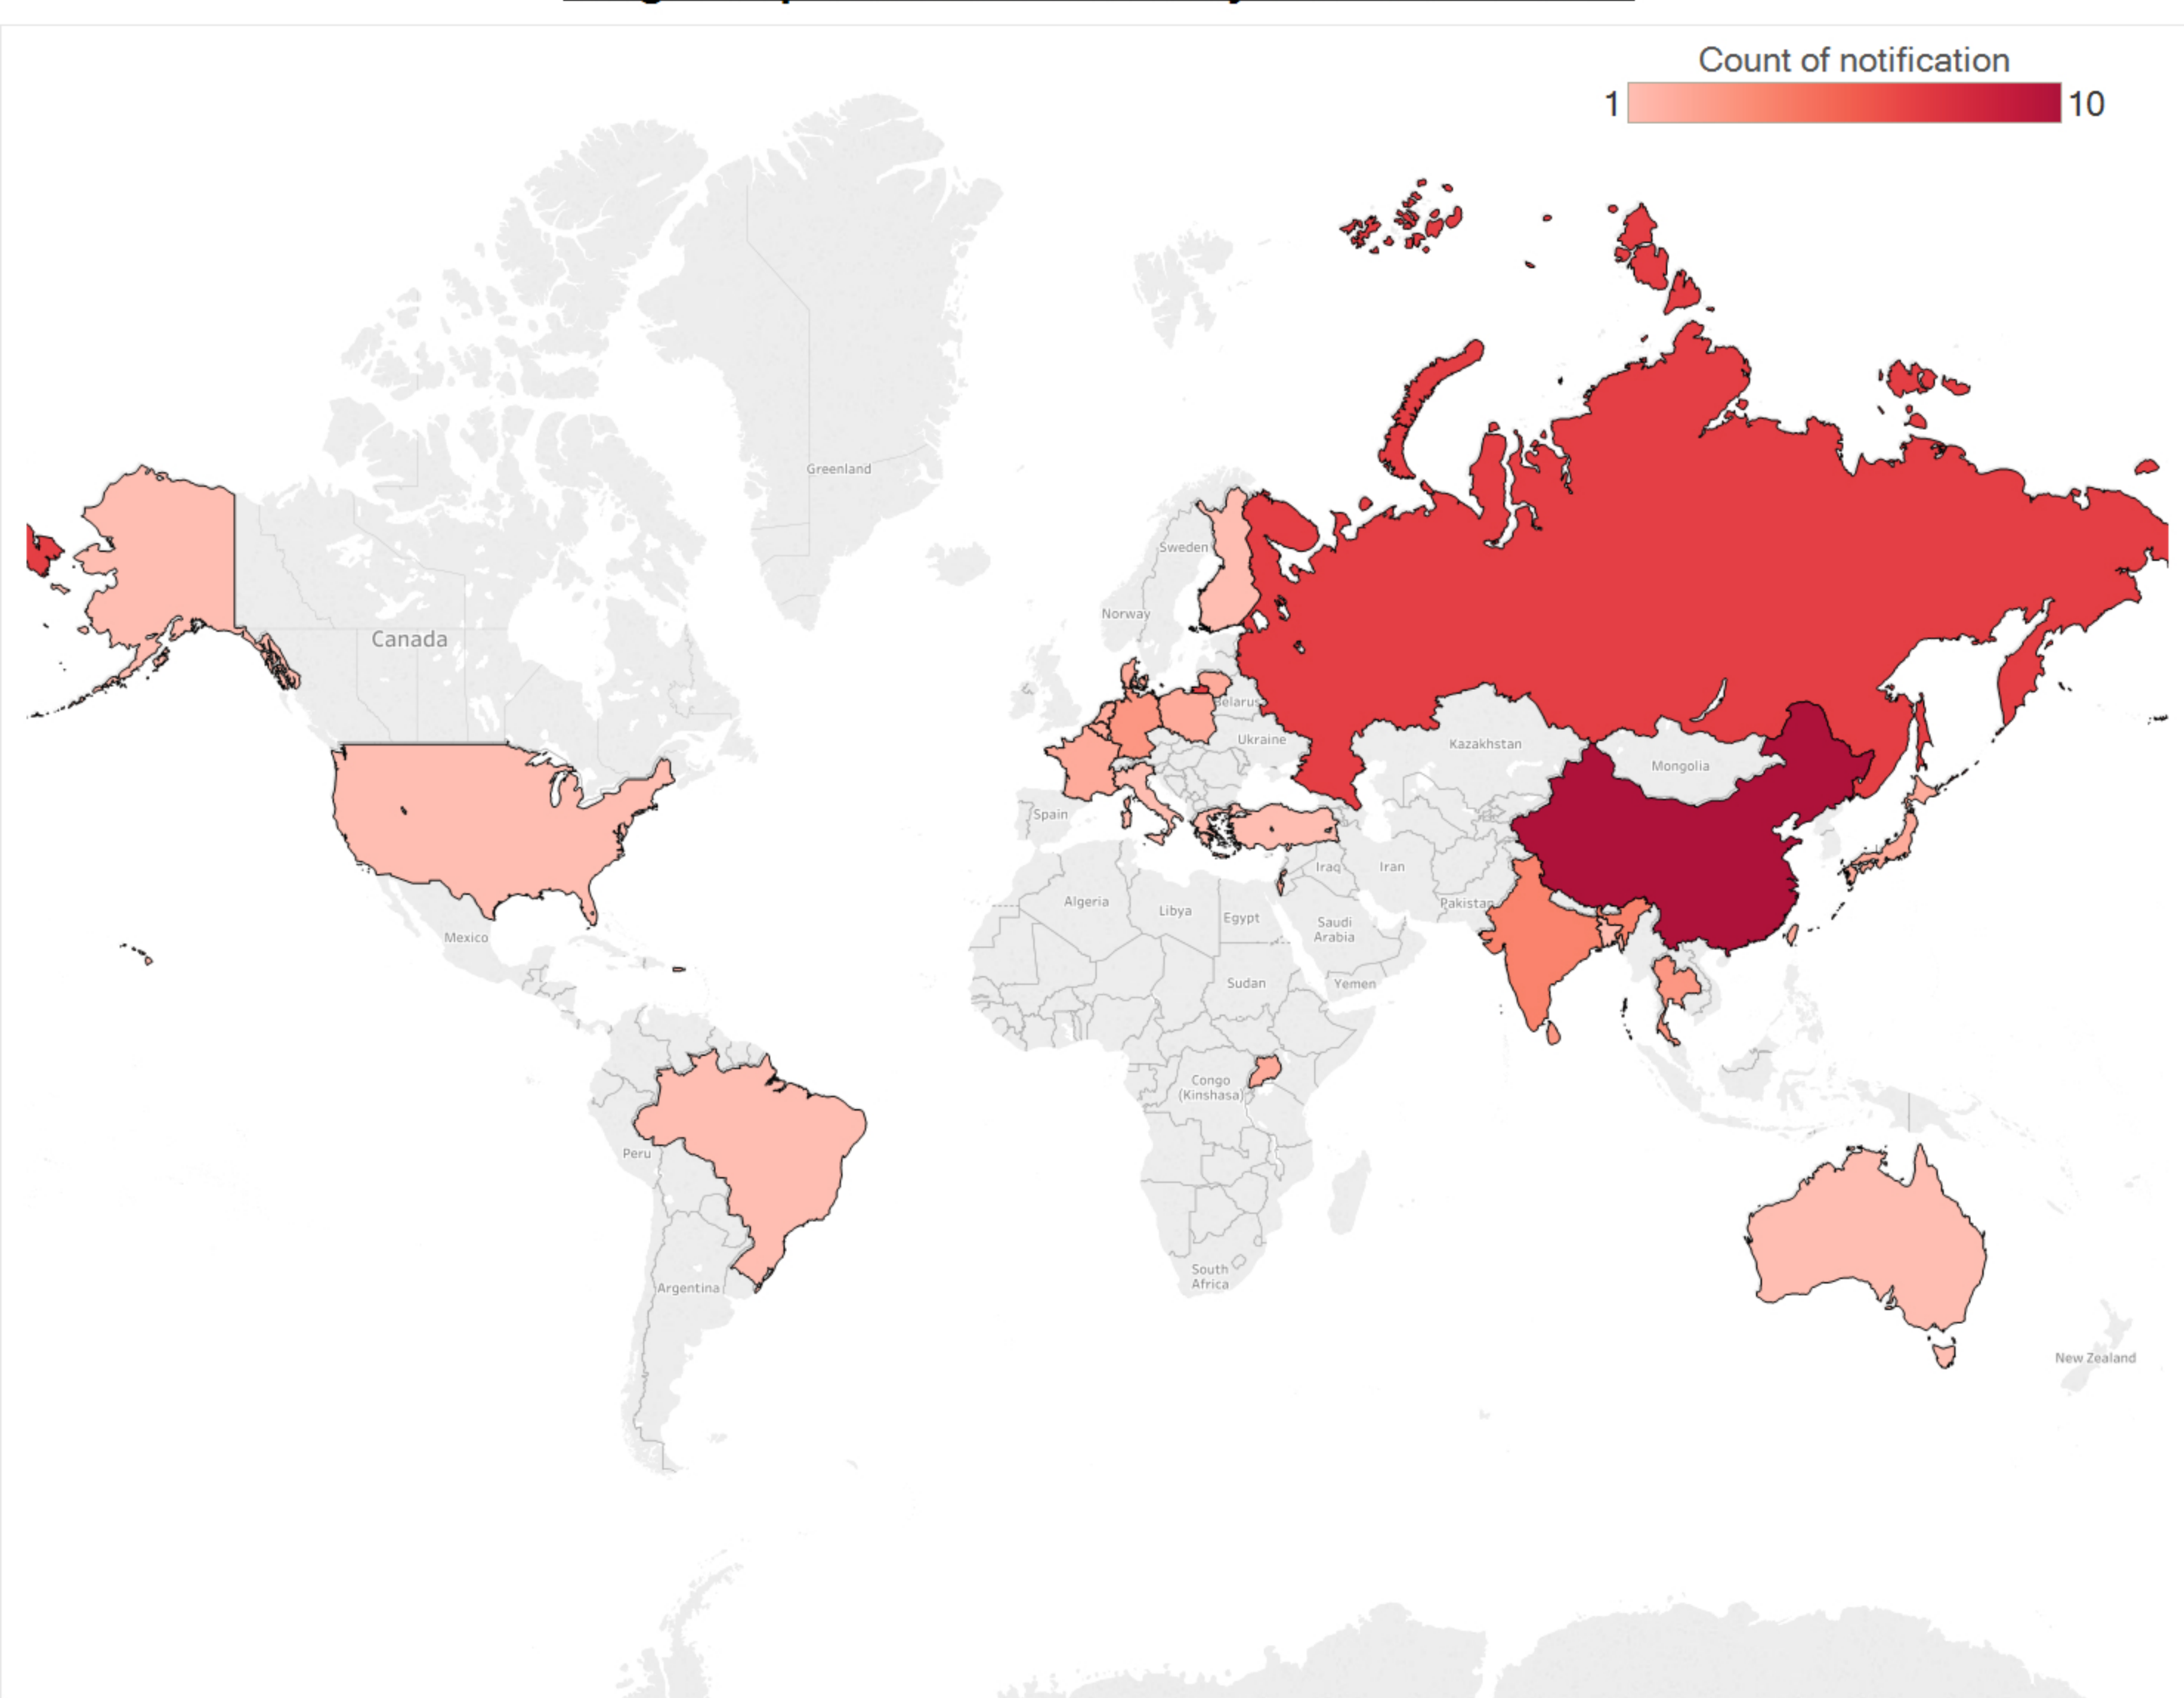 Count of notification
1 10
Greenland
Sweden
Norway
Canada
Belarus
Ukraine
Kazakhstan
Mongolia
Spain
Iraq
Iran
Algeria
Libya
Egypt
Pakistan
Saudi
Arabia
Mexico
Sudan
Yemen
Congo
(Kinshasa)
Peru
South
Africa
Argentina
New Zealand